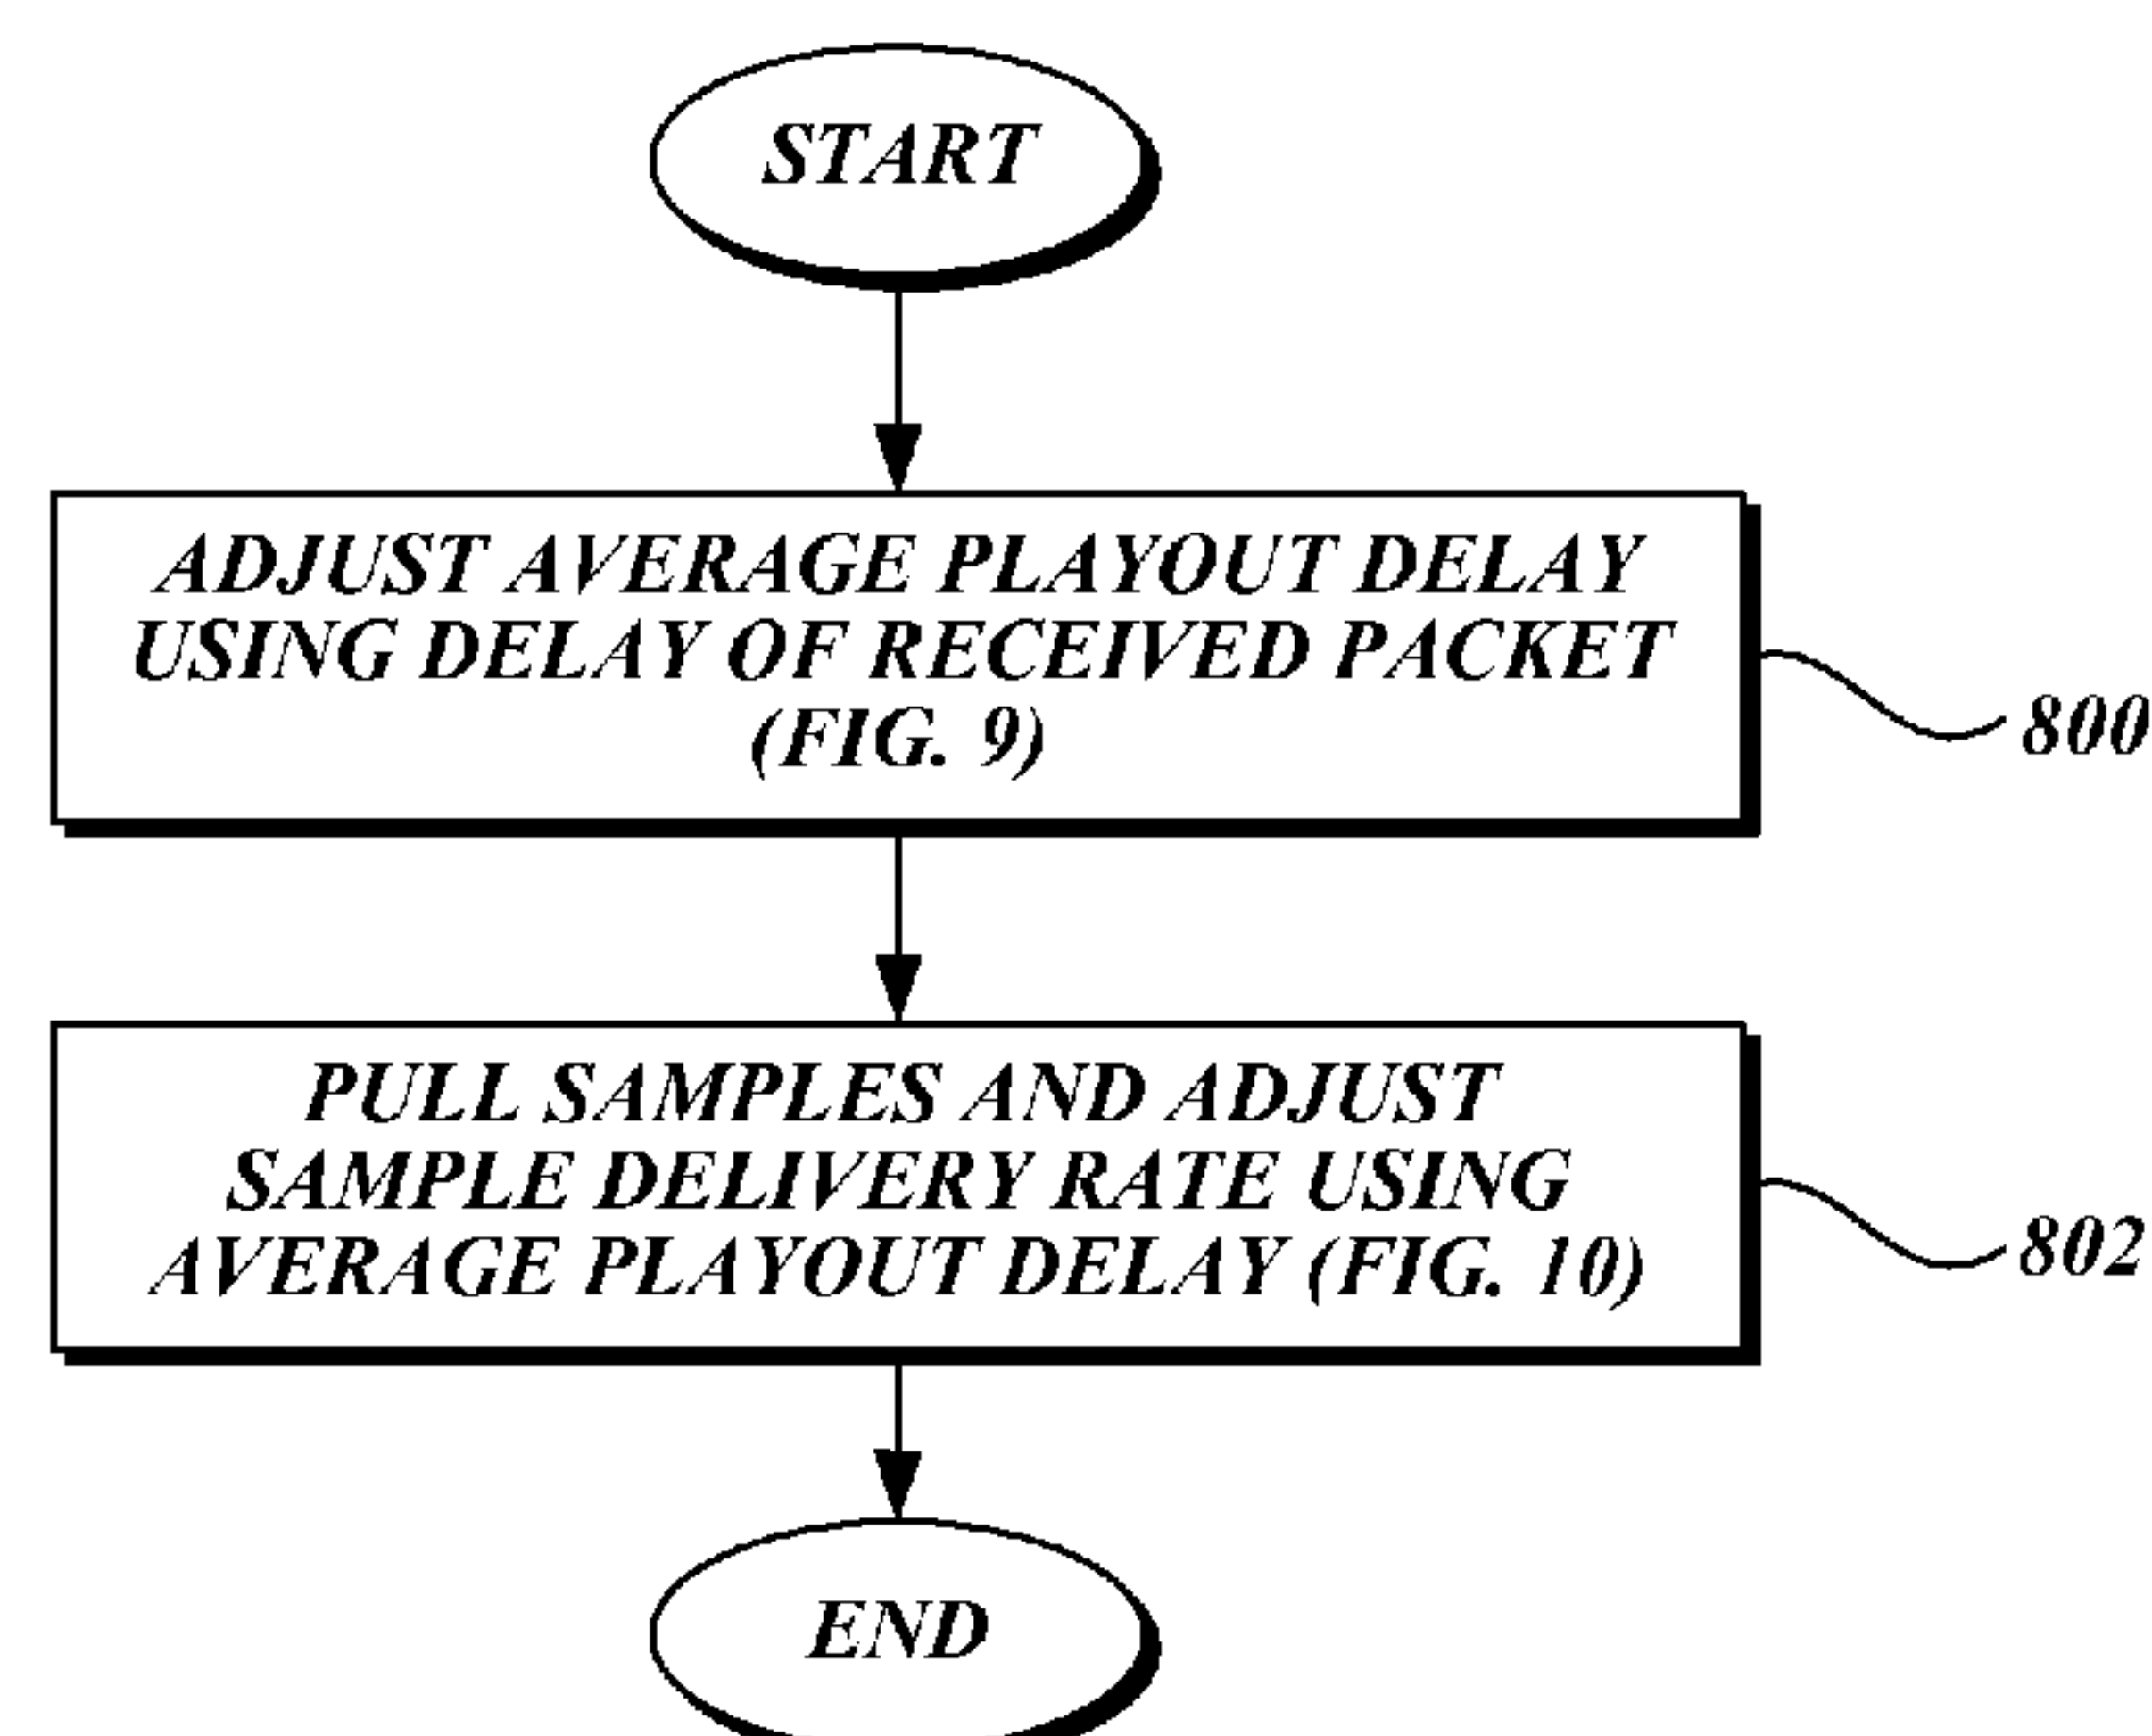 START
ADJUST AVERAGE PLAYOUT DELAY
USING DELAY OF RECEIVED PACKET
(FIG. 9)
800
PULL SAMPLES AND ADJUST
SAMPLE DELIVERY RATE USING
AVERAGE PLAYOUT DELAY (FIG. 10)
802
END